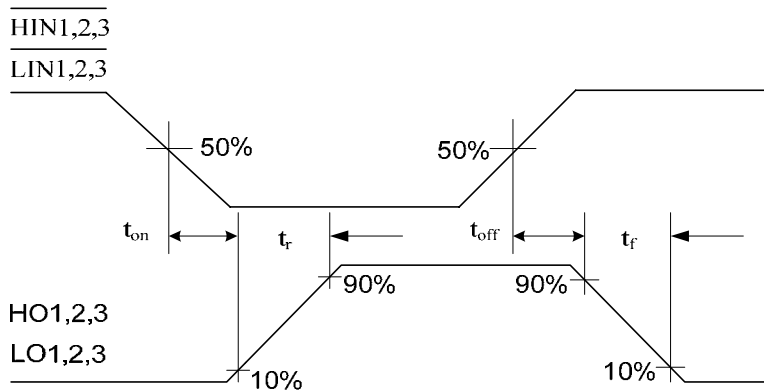 HIN1,2,3
LIN1,2,3
50% 50%
ton tr toff tf
90% 90%
HO1,2,3
LO1,2,3
10% 10%